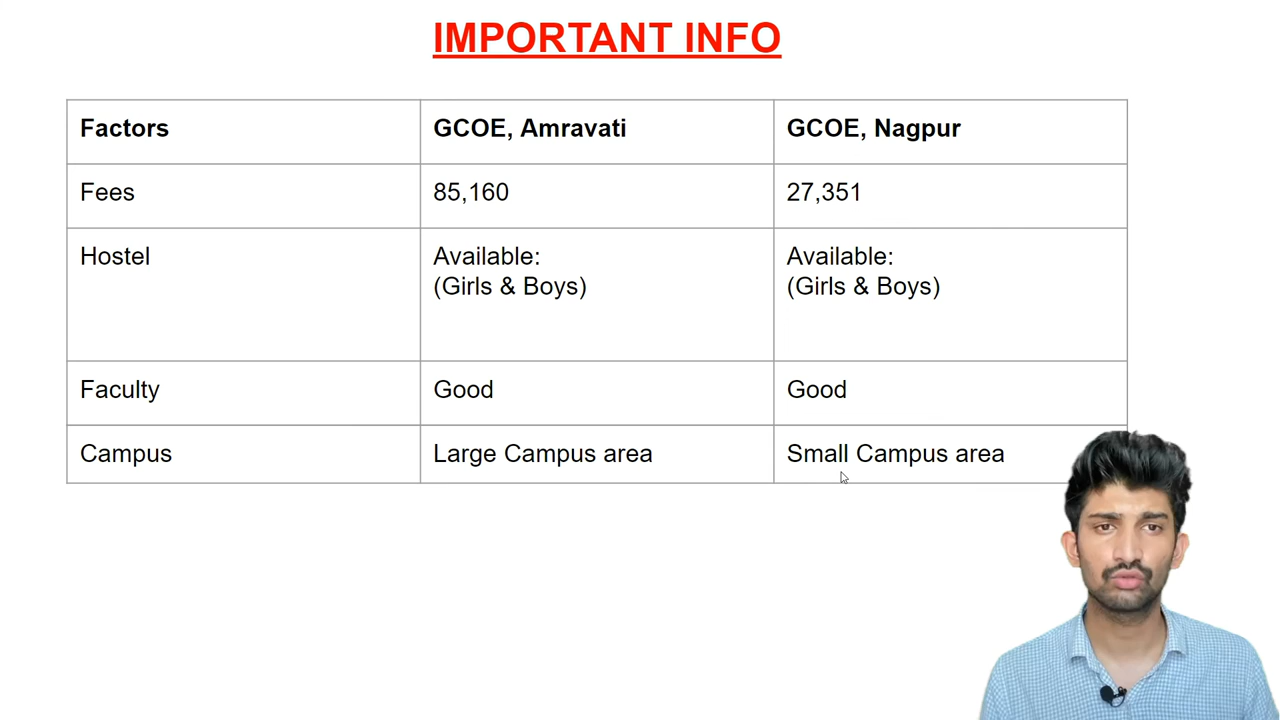 IMPORTANT INFO
Factors
GCOE, Amravati
GCOE, Nagpur
Fees
85,160
27,351
Hostel
Available:
(Girls & Boys)
Available:
(Girls & Boys)
Faculty
Good
Good
Campus
Large Campus area
Small Campus area